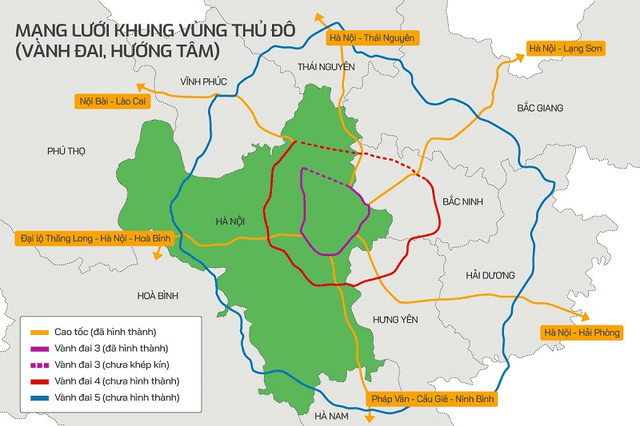 MẠNG LƯỚI KHUNG VÙNG THỦ ĐÔ
(VÀNH ĐAI, HƯỚNG TÂM)
Hà Nội - Thái Nguyên
Hà Nội - Lạng Sơn
THÁI NGUYÊN
VĨNH PHÚC
Nội Bài - Lào Cai
BẮC GIANG
PHÚ THỌ
BẮC NINH
HÀ NỘI
Đại lộ Thăng Long - Hà Nội - Hoà Bình
HẢI DƯƠNG
HOÀ BÌNH
HƯNG YÊN
Hà Nội - Hải Phòng
Cao tốc (đã hình thành)
Vành đai 3 (đã hình thành)
Vành đai 3 (chưa khép kín)
Vành đai 4 (chưa hình thành)
Vành đai 5 (chưa hình thành)
Pháp Vân - Cầu Giẽ - Ninh Bình
HÀ NAM